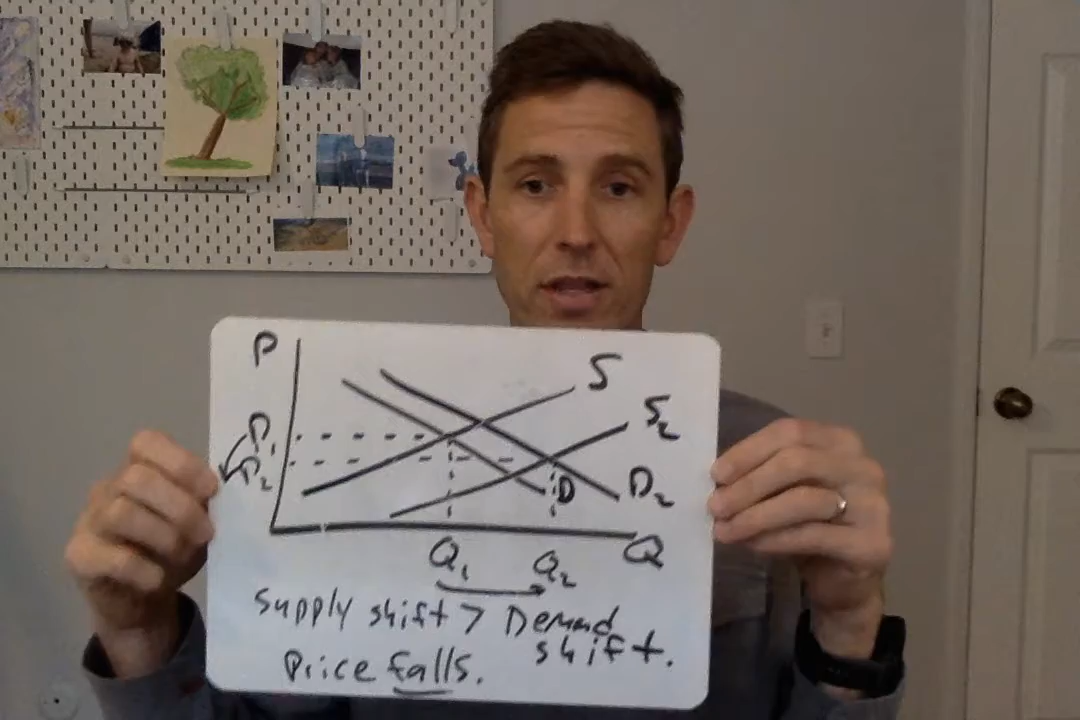 P
S
P₁
S₂
P₂
D
D₂
Q₁
Q₂
Q
Supply shift > Demand
shift.
Price falls.